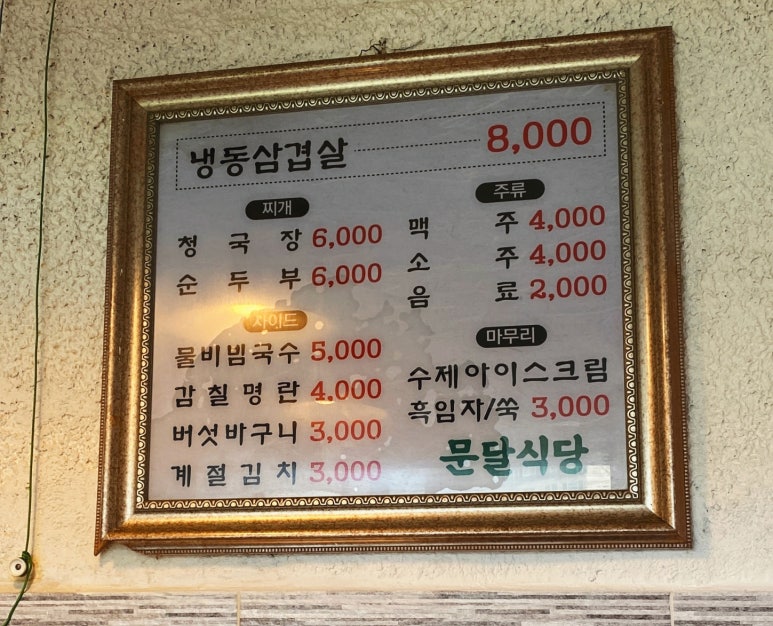 냉동삼겹살 8,000
찌개
청국장 6,000
순두부 6,000
사이드
물비빔국수 5,000
감칠명란 4,000
버섯바구니 3,000
계절김치 3,000
주류
맥주 4,000
소주 4,000
음료 2,000
마무리
수제아이스크림
흑임자/쑥 3,000
문달식당